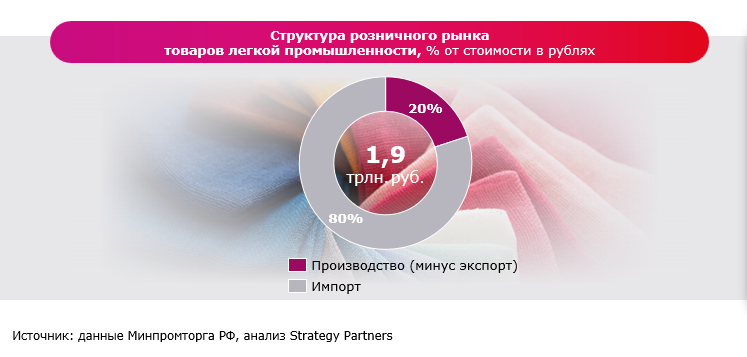 Структура розничного рынка
товаров легкой промышленности, % от стоимости в рублях
20%
1,9
трлн. руб.
80%
Производство (минус экспорт)
Импорт
Источник: данные Минпромторга РФ, анализ Strategy Partners